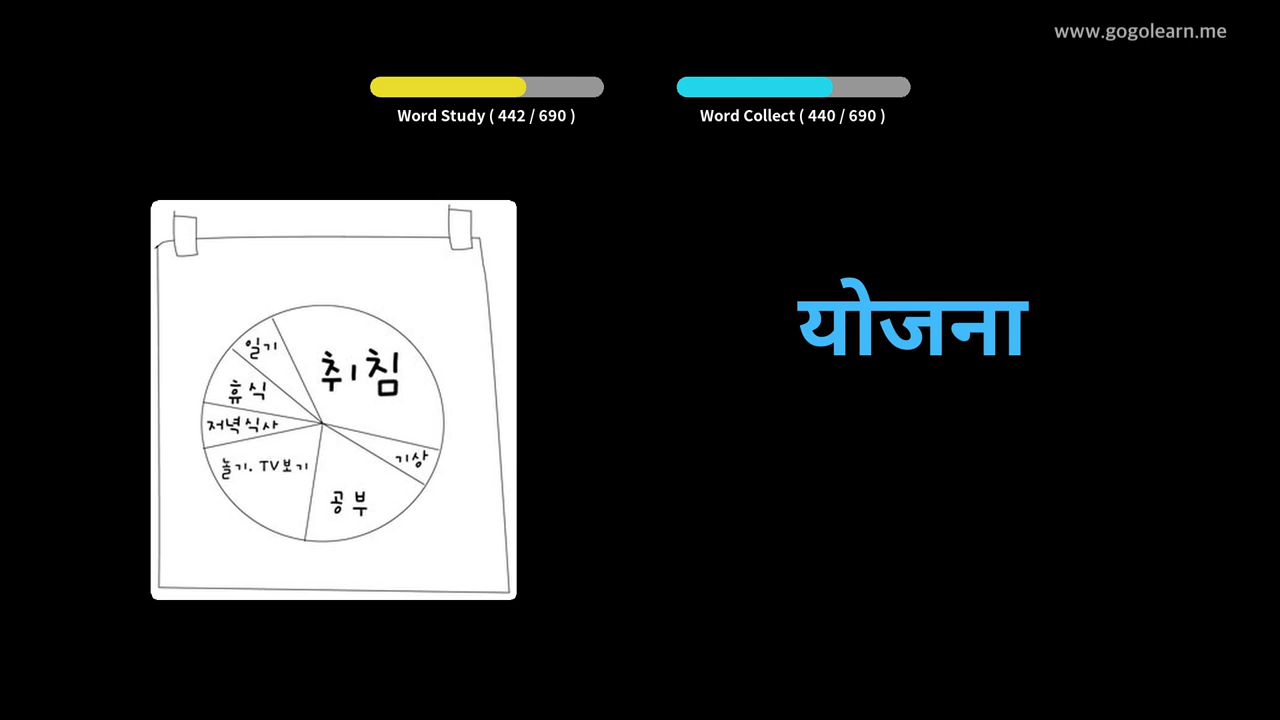 www.gogolearn.me
Word Study ( 442 / 690 )
Word Collect ( 440 / 690 )
योजना
일기
취침
휴식
저녁식사
기상
놀기. TV보기
공부